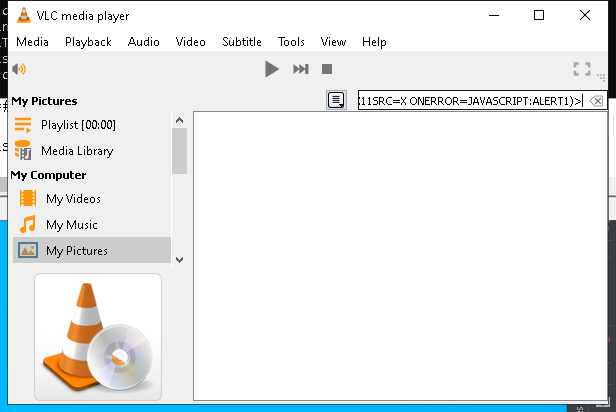 VLC media player
Media Playback Audio Video Subtitle Tools View Help
My Pictures
11SRC=X ONERROR=JAVASCRIPT:ALERT1)>
Playlist [00:00]
Media Library
My Computer
My Videos
My Music
My Pictures